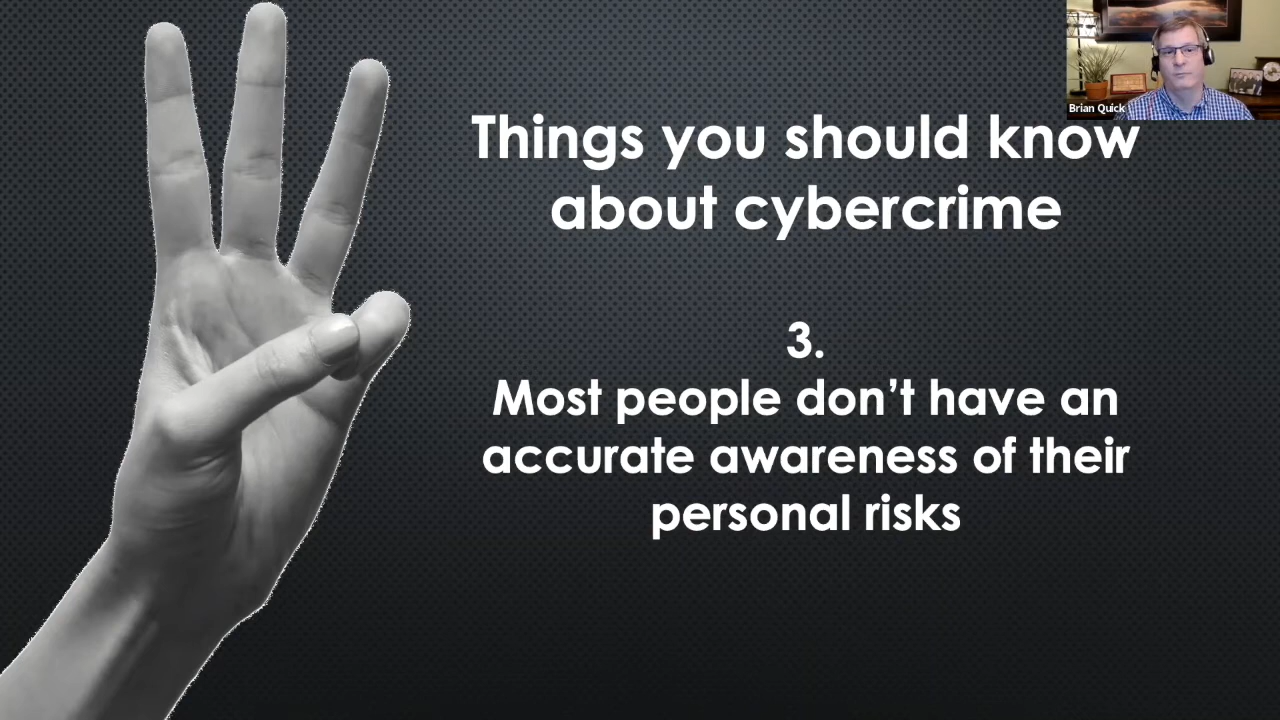 Brian Quick
Things you should know
about cybercrime
3.
Most people don’t have an
accurate awareness of their
personal risks